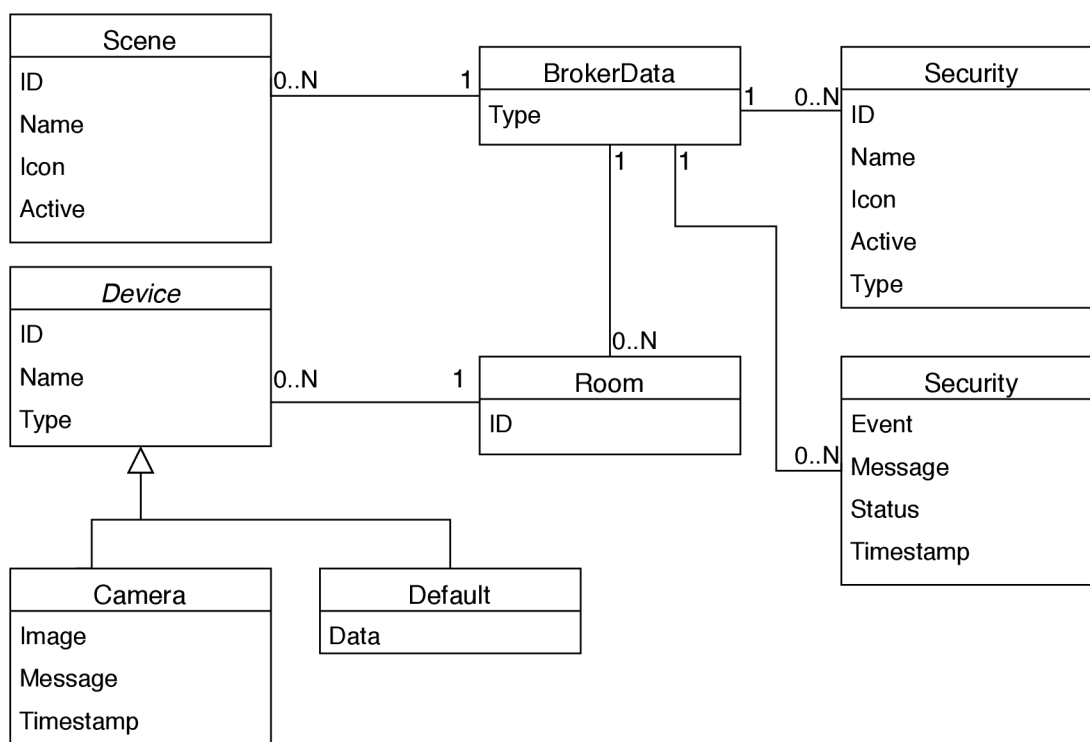 Scene
ID
Name
Icon
Active
0..N
1
BrokerData
Type
1
0..N
Security
ID
Name
Icon
Active
Type
1
1
0..N
0..N
Device
ID
Name
Type
0..N
1
Room
ID
Security
Event
Message
Status
Timestamp
Camera
Image
Message
Timestamp
Default
Data